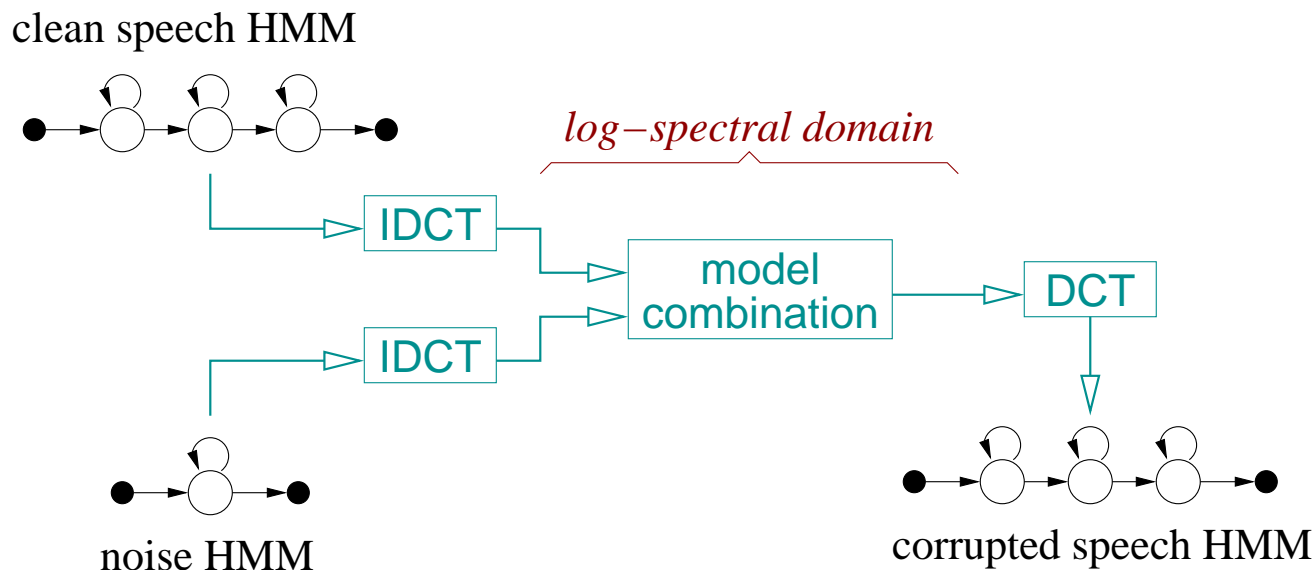 clean speech HMM
log−spectral domain
IDCT
model
combination
DCT
IDCT
noise HMM
corrupted speech HMM